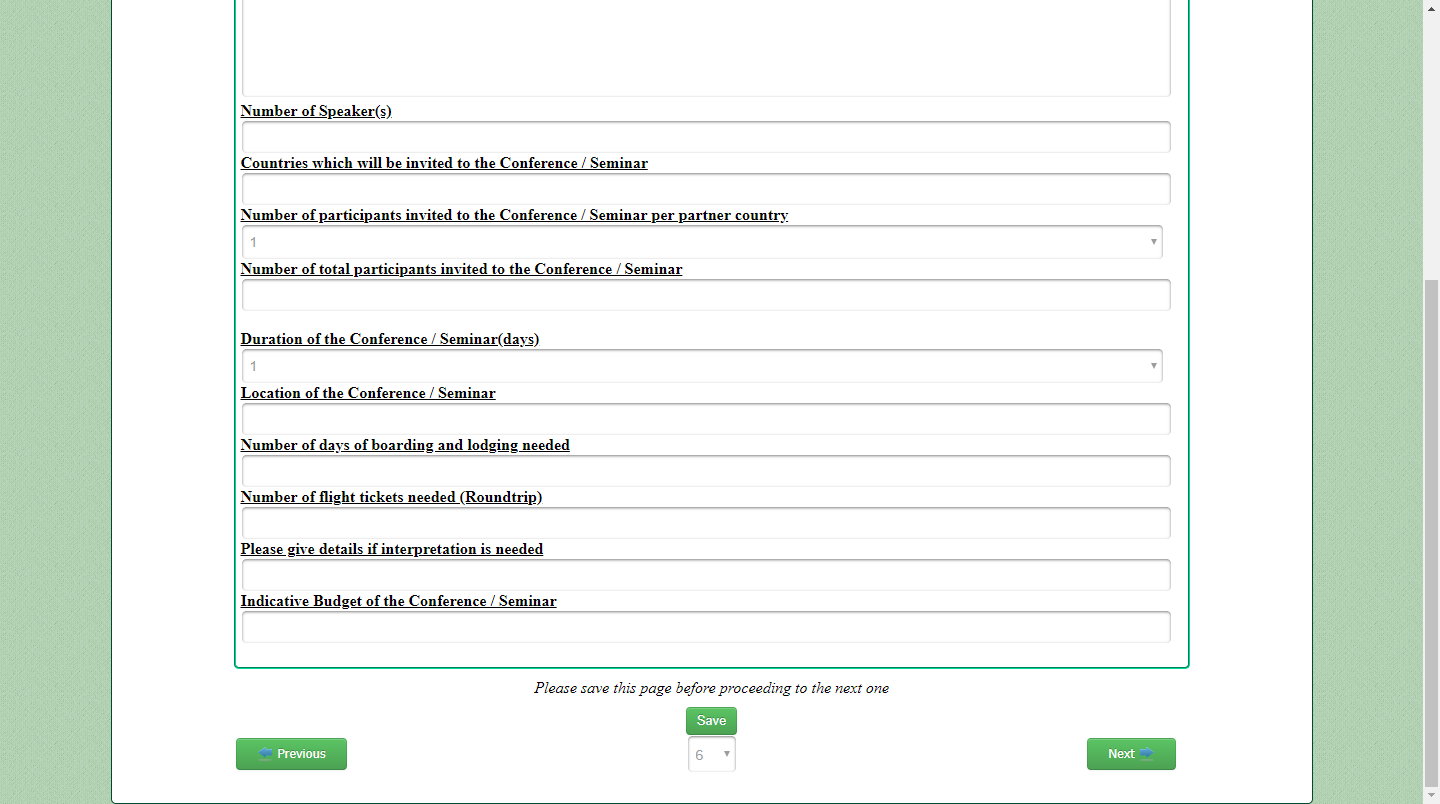 Number of Speaker(s)
Countries which will be invited to the Conference / Seminar
Number of participants invited to the Conference / Seminar per partner country
1
Number of total participants invited to the Conference / Seminar
Duration of the Conference / Seminar(days)
1
Location of the Conference / Seminar
Number of days of boarding and lodging needed
Number of flight tickets needed (Roundtrip)
Please give details if interpretation is needed
Indicative Budget of the Conference / Seminar
Please save this page before proceeding to the next one
Save
Previous
6
Next